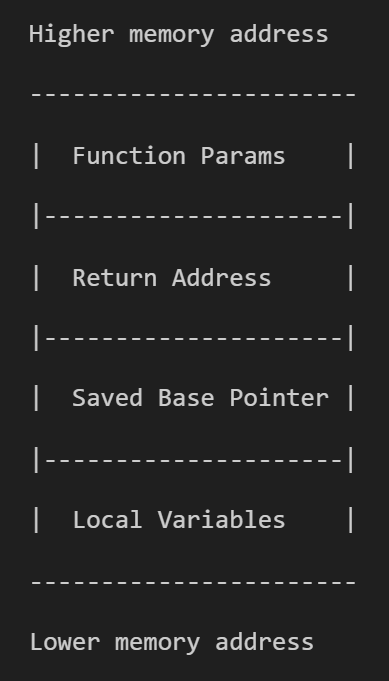 Higher memory address
-----------------------
|  Function Params    |
|---------------------|
|  Return Address     |
|---------------------|
|  Saved Base Pointer |
|---------------------|
|  Local Variables    |
-----------------------
Lower memory address